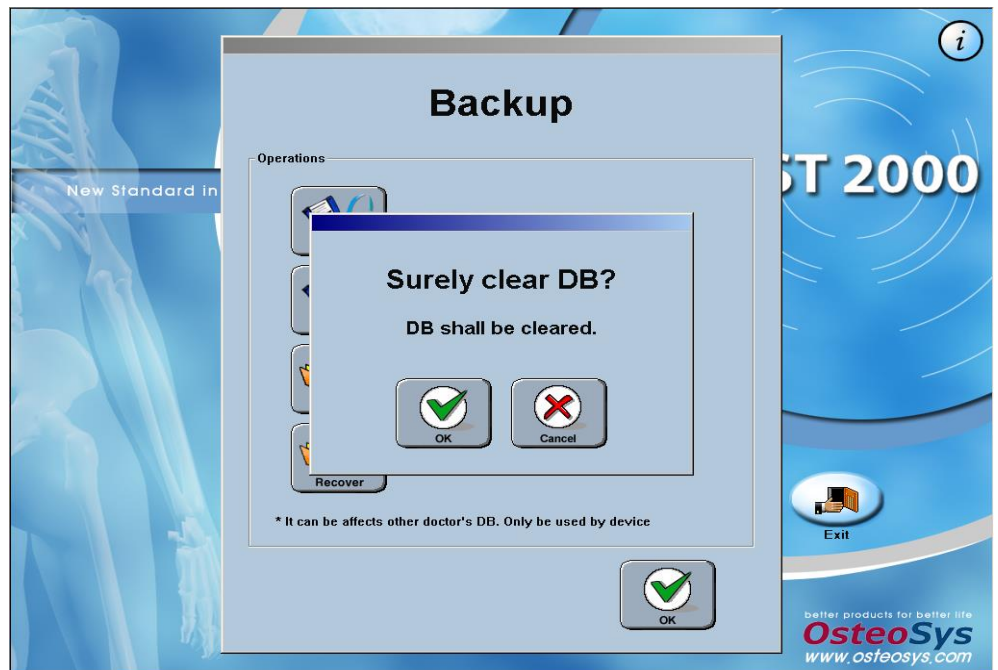 i
Backup
Operations
New Standard in
ST 2000
Surely clear DB?
DB shall be cleared.
OK
Cancel
Recover
* It can be affects other doctor's DB. Only be used by device
Exit
OK
better products for better life
OsteoSys
www.osteosys.com